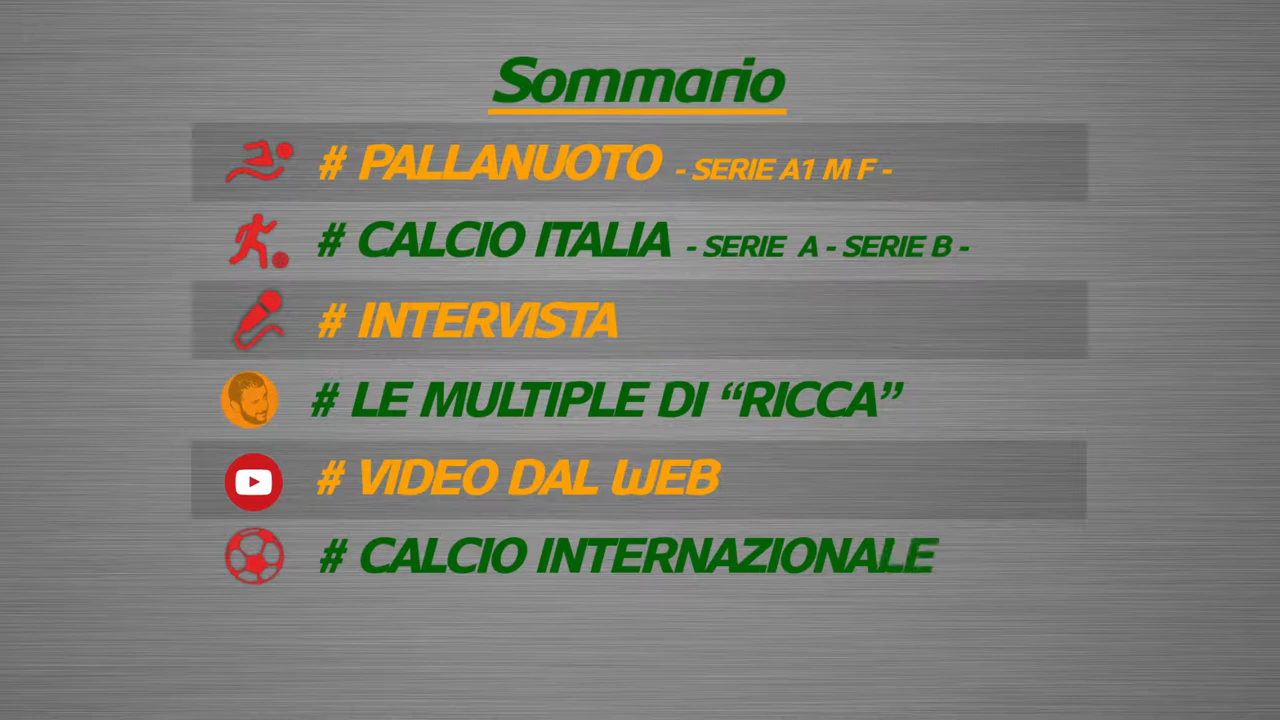 Sommario
# PALLANUOTO - SERIE A1 M F -
# CALCIO ITALIA - SERIE A - SERIE B -
# INTERVISTA
# LE MULTIPLE DI “RICCA”
# VIDEO DAL WEB
# CALCIO INTERNAZIONALE